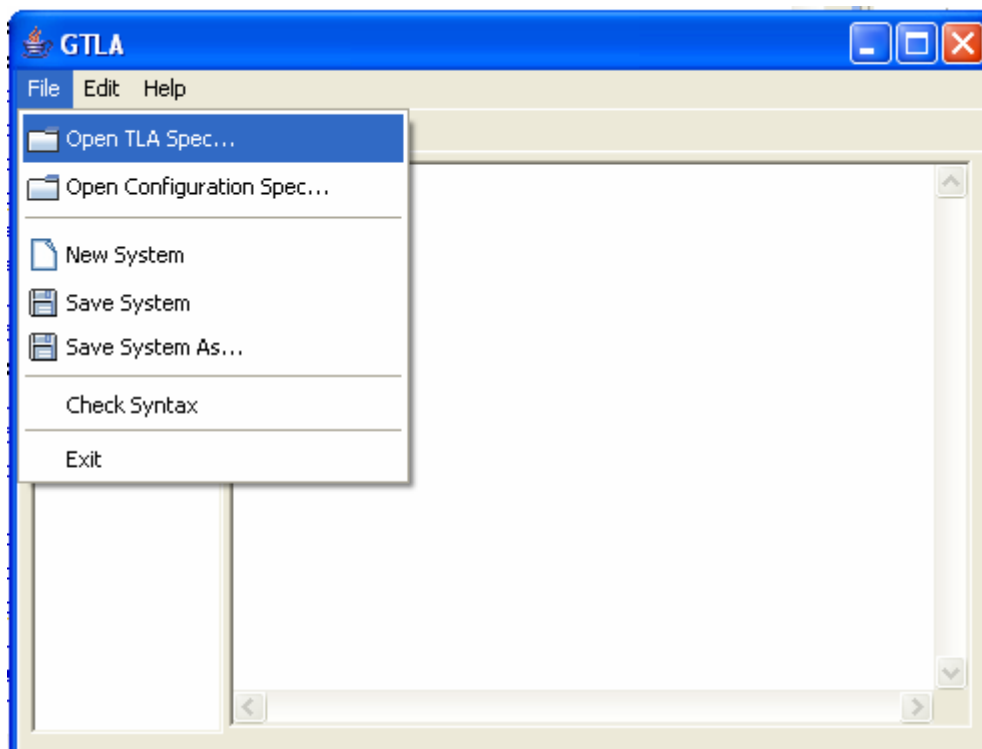 GTLA
File Edit Help
Open TLA Spec...
Open Configuration Spec...
New System
Save System
Save System As...
Check Syntax
Exit